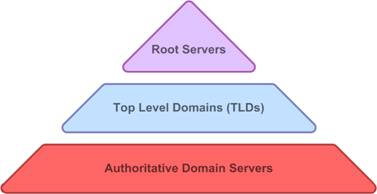 Root Servers
Top Level Domains (TLDs)
Authoritative Domain Servers